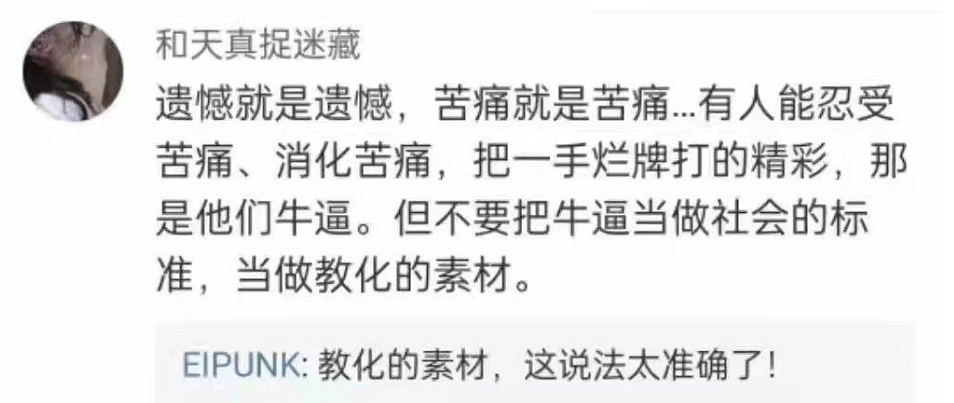 和天真捉迷藏
遗憾就是遗憾，苦痛就是苦痛...有人能忍受
苦痛、消化苦痛，把一手烂牌打的精彩，那
是他们牛逼。但不要把牛逼当做社会的标
准，当做教化的素材。
EIPUNK: 教化的素材，这说法太准确了！